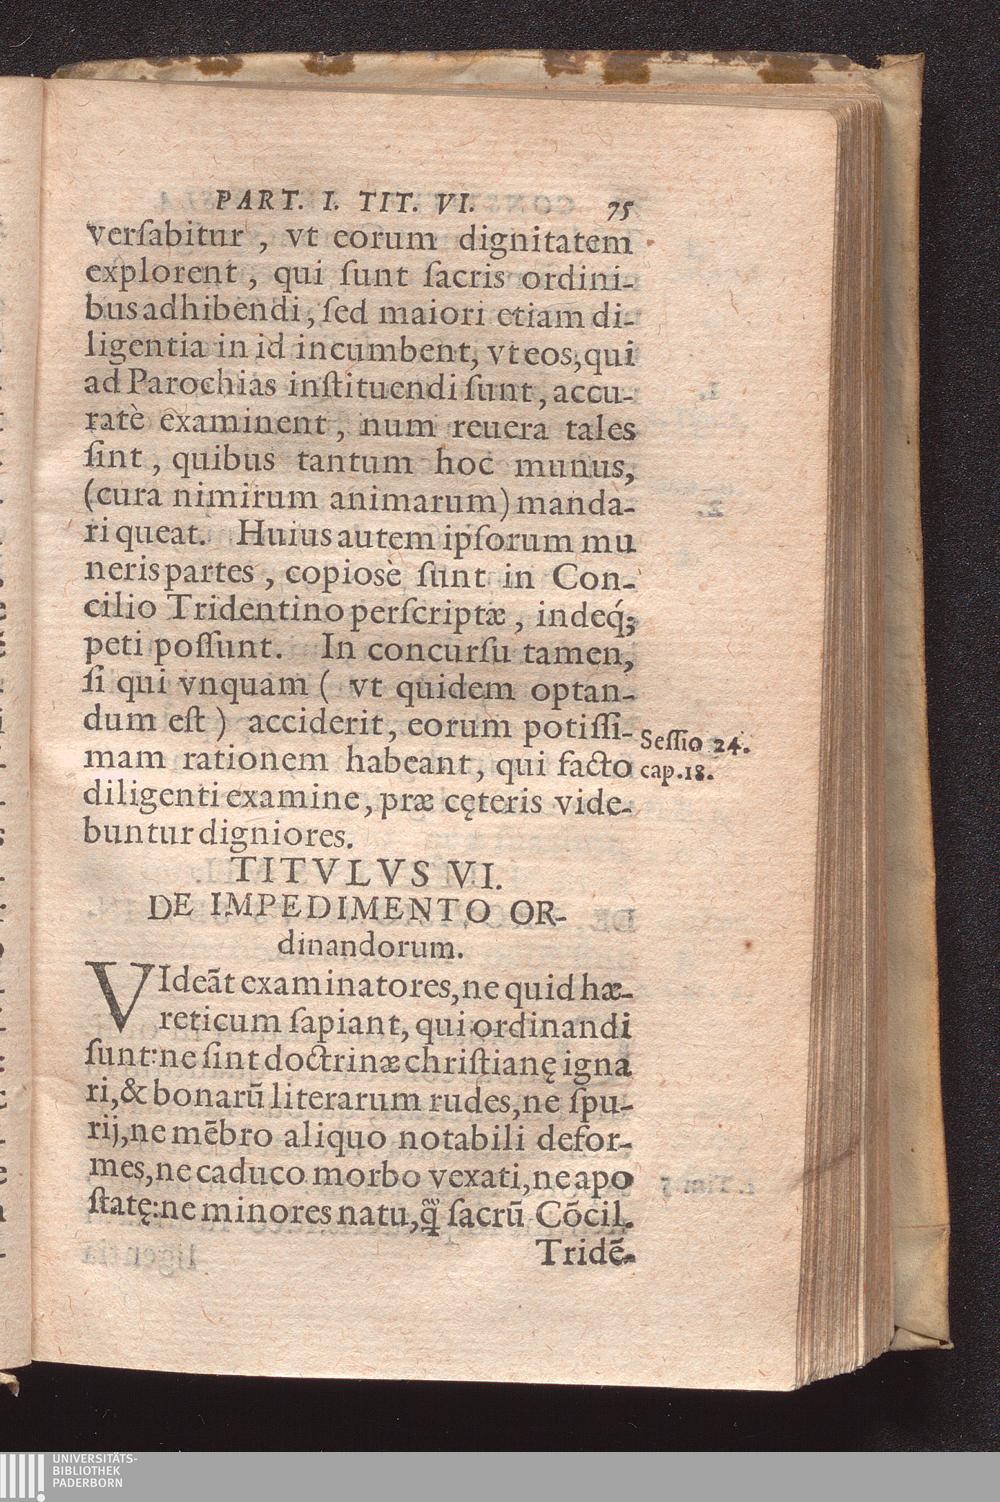 PART. I. TIT. VI. 75
verſabitur, vt eorum dignitatem
explorent, qui ſunt ſacris ordini-
bus adhibendi, ſed maiori etiam di-
ligentia in id incumbent, vt eos, qui
ad Parochias inſtituendi ſunt, accu-
ratè examinent, num reuera tales
ſint, quibus tantum hoc munus,
(cura nimirum animarum) manda-
ri queat. Huius autem ipſorum mu
neris partes, copiosè ſunt in Con-
cilio Tridentino perſcriptæ, indeq́;
peti poſſunt. In concurſu tamen,
ſi qui vnquam ( vt quidem optan-
dum eſt ) acciderit, eorum potiſſi-
mam rationem habeant, qui facto
diligenti examine, præ cęteris vide-
buntur digniores.
Seſſio 24.
cap. 18.
TITVLVS VI.
DE IMPEDIMENTO OR-
dinandorum.
VIdeãt examinatores, ne quid hæ-
reticum ſapiant, qui ordinandi
ſunt: ne ſint doctrinæ chriſtianę igna
ri, & bonarũ literarum rudes, ne ſpu-
rij, ne mẽbro aliquo notabili defor-
mes, ne caduco morbo vexati, ne apo
ſtatę: ne minores natu, q̃ ſacrũ Cõcil.
Tridẽ-
UNIVERSITÄTS-
BIBLIOTHEK
PADERBORN